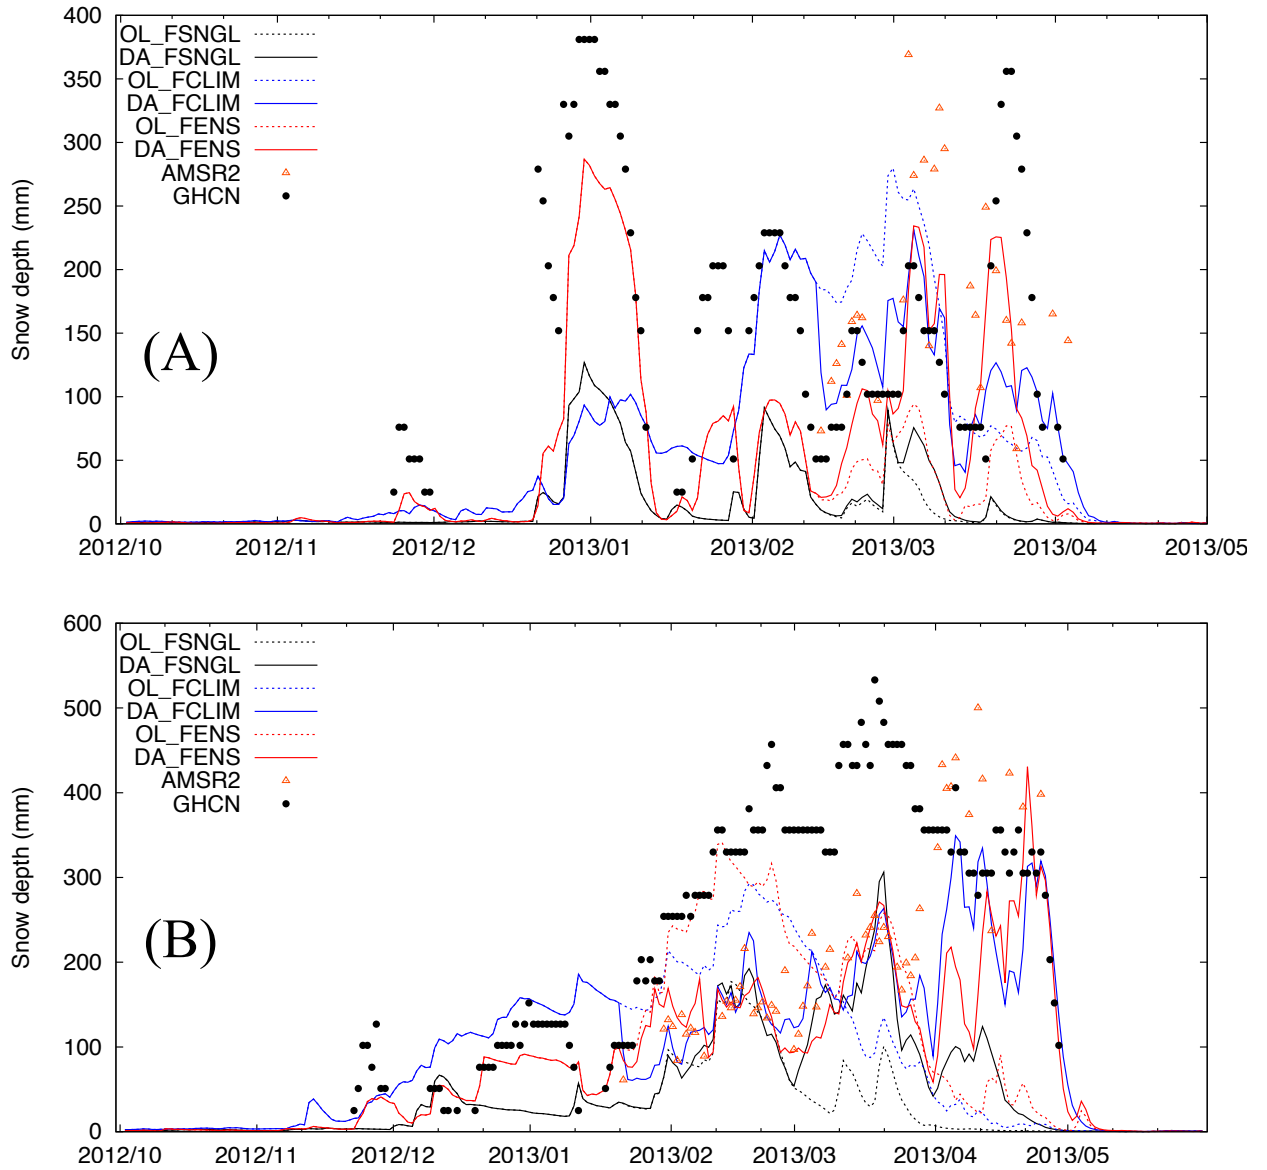 400
350
300
250
200
150
100
50
0
Snow depth (mm)
OL_FSNGL
DA_FSNGL
OL_FCLIM
DA_FCLIM
OL_FENS
DA_FENS
AMSR2
GHCN
(A)
2012/10 2012/11 2012/12 2013/01 2013/02 2013/03 2013/04 2013/05
600
500
400
300
200
100
0
Snow depth (mm)
OL_FSNGL
DA_FSNGL
OL_FCLIM
DA_FCLIM
OL_FENS
DA_FENS
AMSR2
GHCN
(B)
2012/10 2012/11 2012/12 2013/01 2013/02 2013/03 2013/04 2013/05